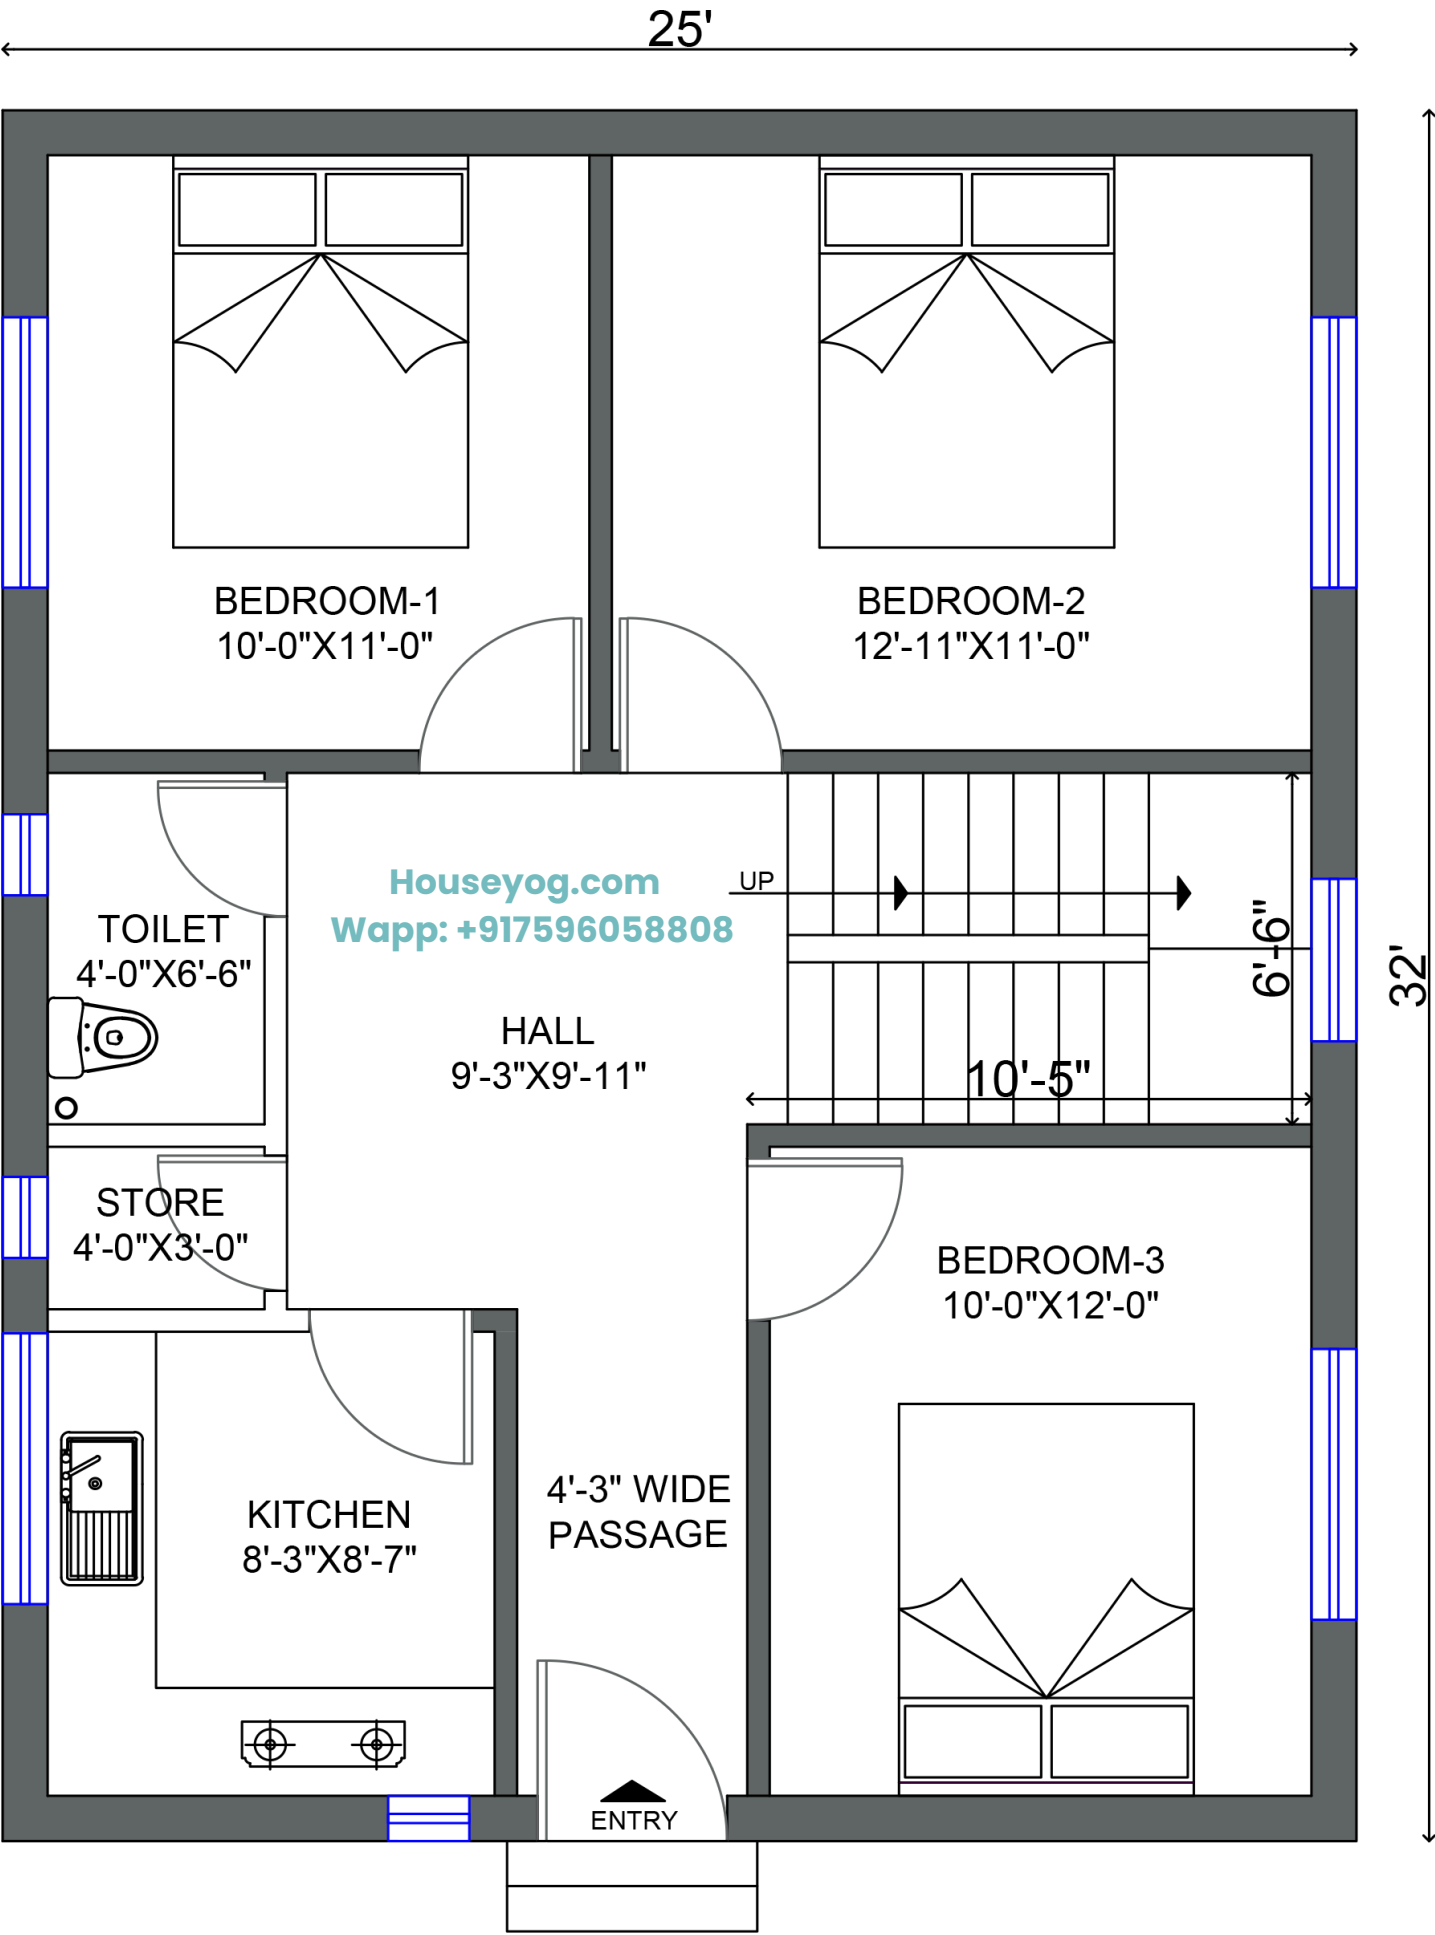 25'
BEDROOM-1
10'-0"X11'-0"
BEDROOM-2
12'-11"X11'-0"
Houseyog.com
Wapp: +917596058808
UP
TOILET
4'-0"X6'-6"
6'-6"
32'
HALL
9'-3"X9'-11"
10'-5"
STORE
4'-0"X3'-0"
BEDROOM-3
10'-0"X12'-0"
KITCHEN
8'-3"X8'-7"
4'-3" WIDE
PASSAGE
ENTRY